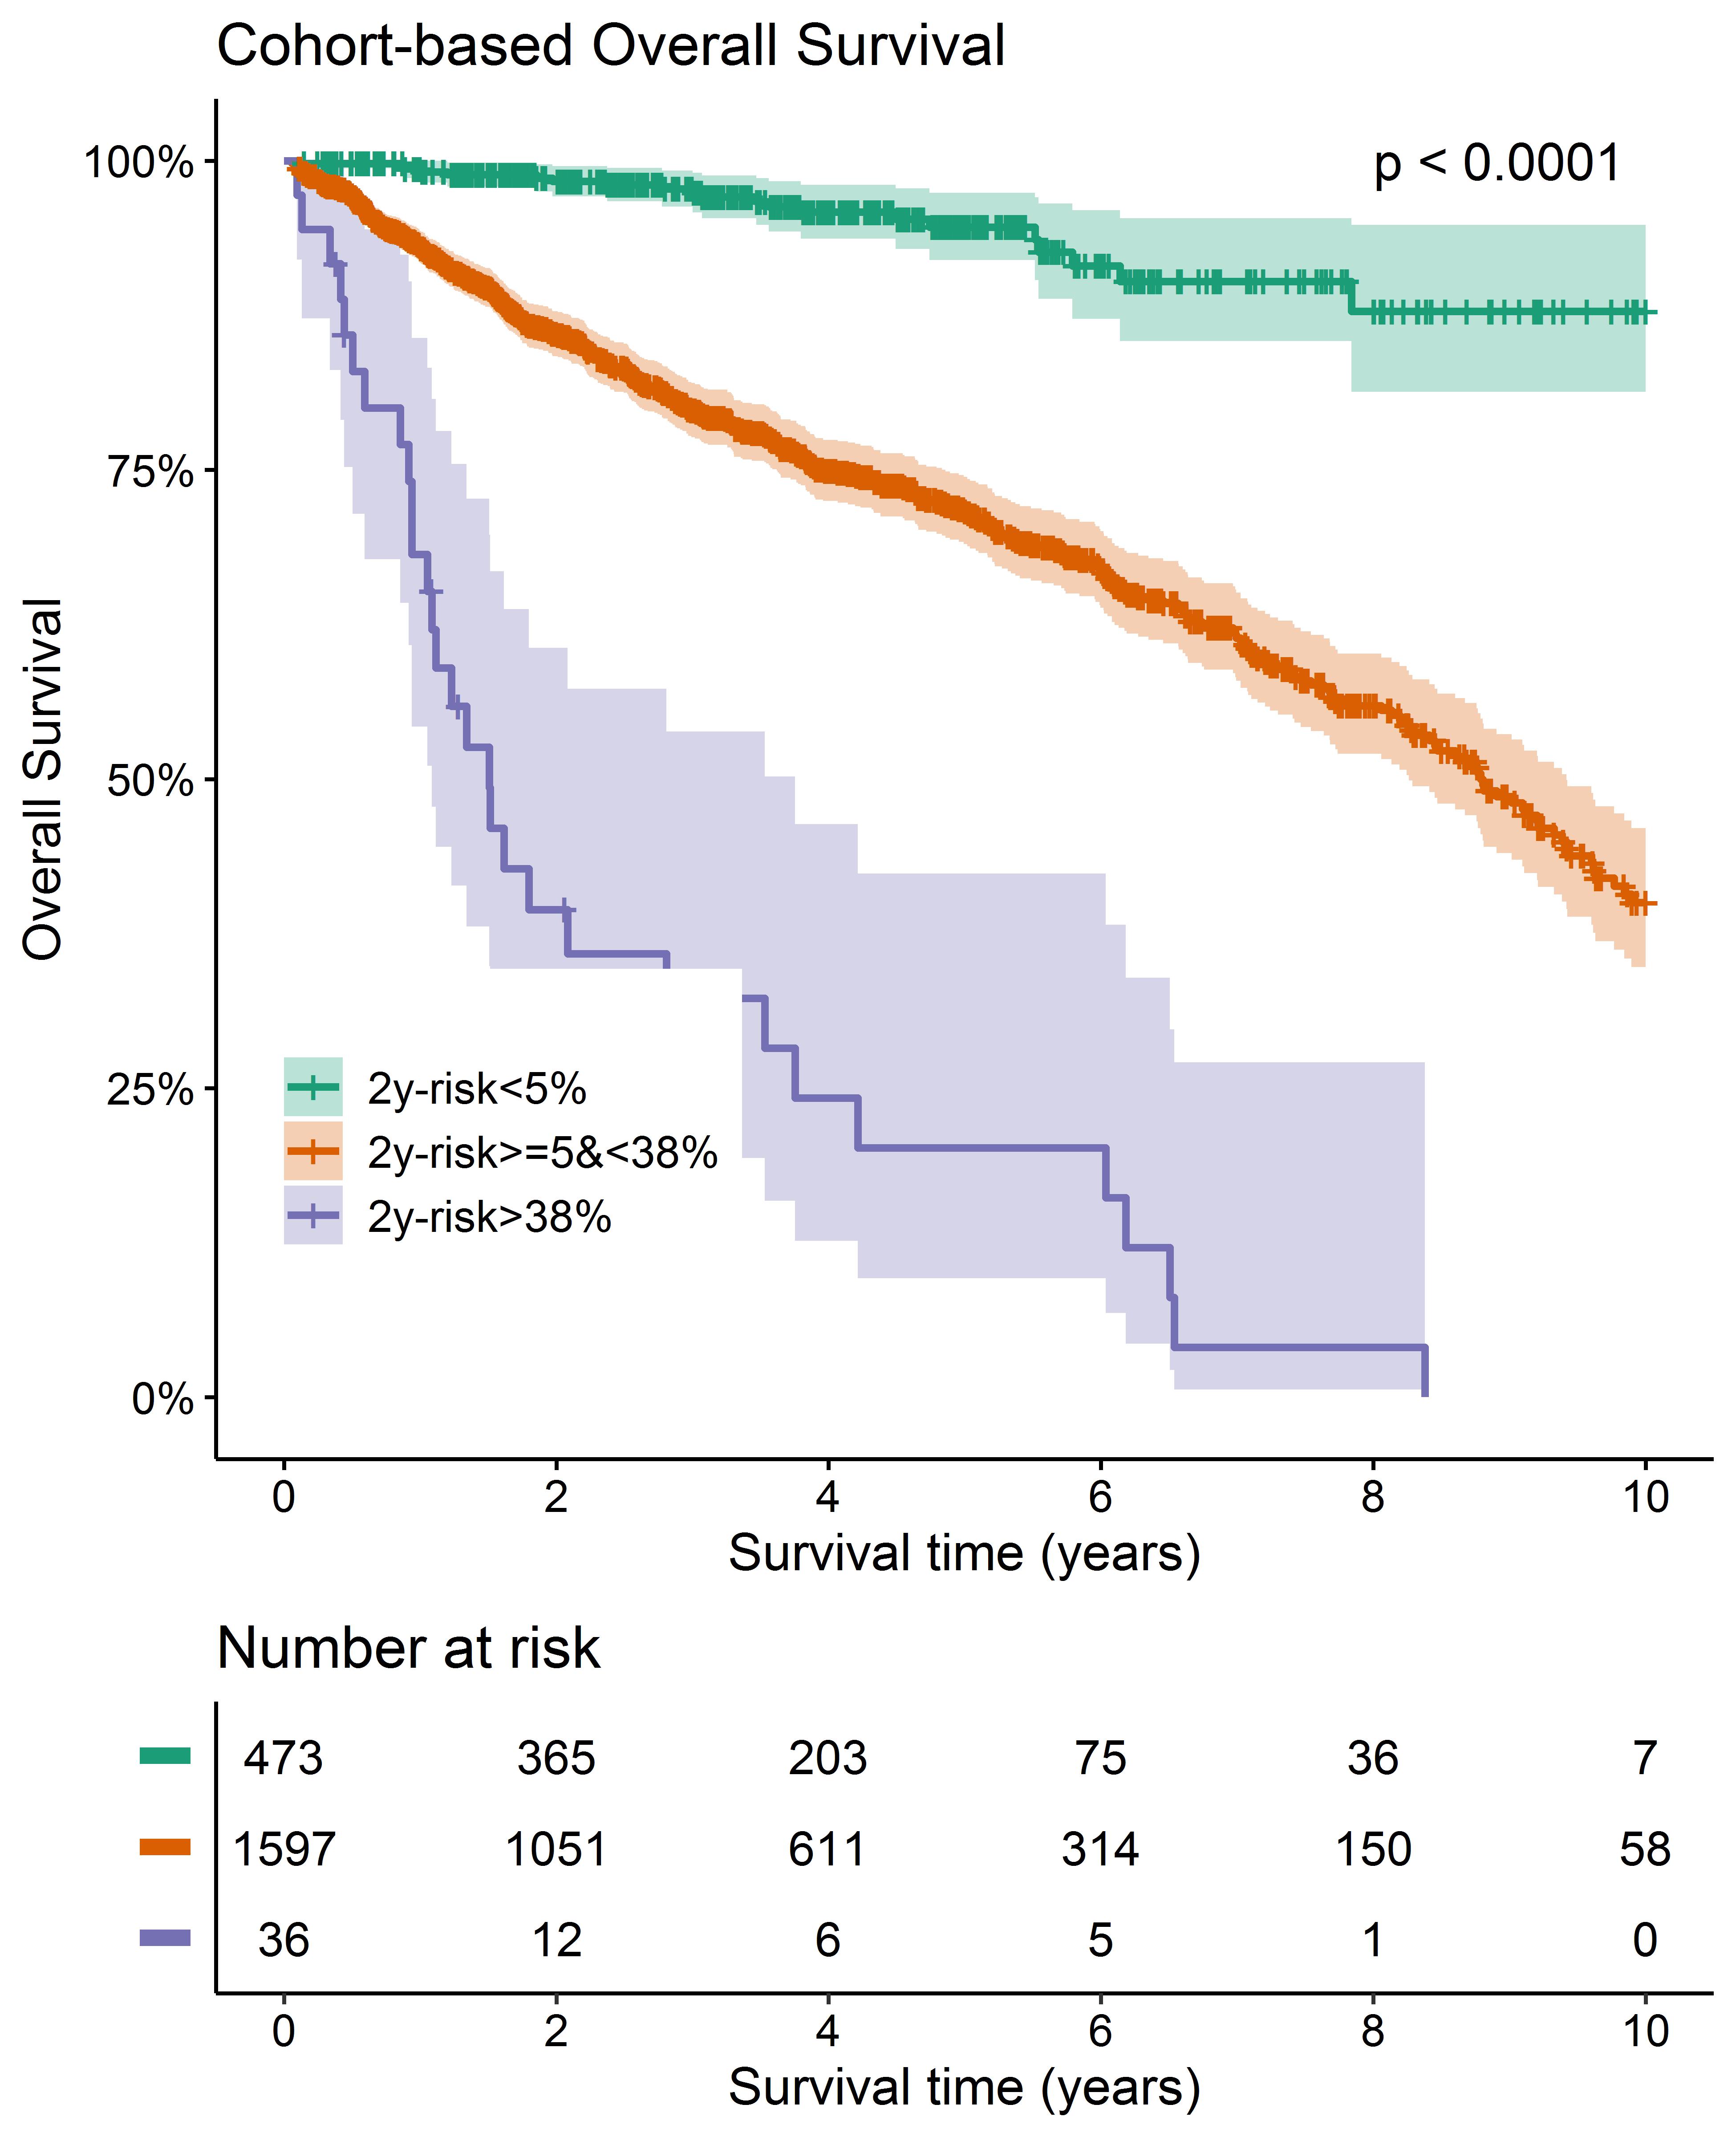 Cohort-based Overall Survival
p < 0.0001
100%
75%
50%
25%
0%
Overall Survival
2y-risk<5%
2y-risk>=5&<38%
2y-risk>38%
0 2 4 6 8 10
Survival time (years)
Number at risk
473 365 203 75 36 7
1597 1051 611 314 150 58
36 12 6 5 1 0
0 2 4 6 8 10
Survival time (years)